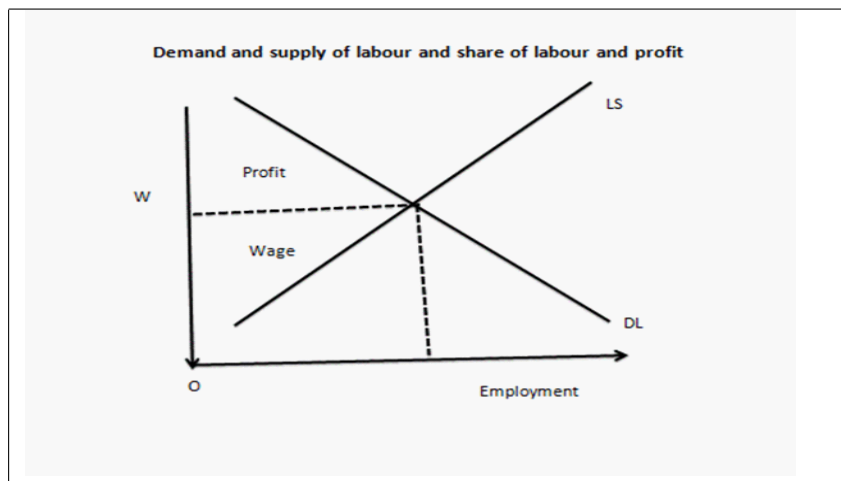 Demand and supply of labour and share of labour and profit
LS
Profit
W
Wage
DL
O
Employment